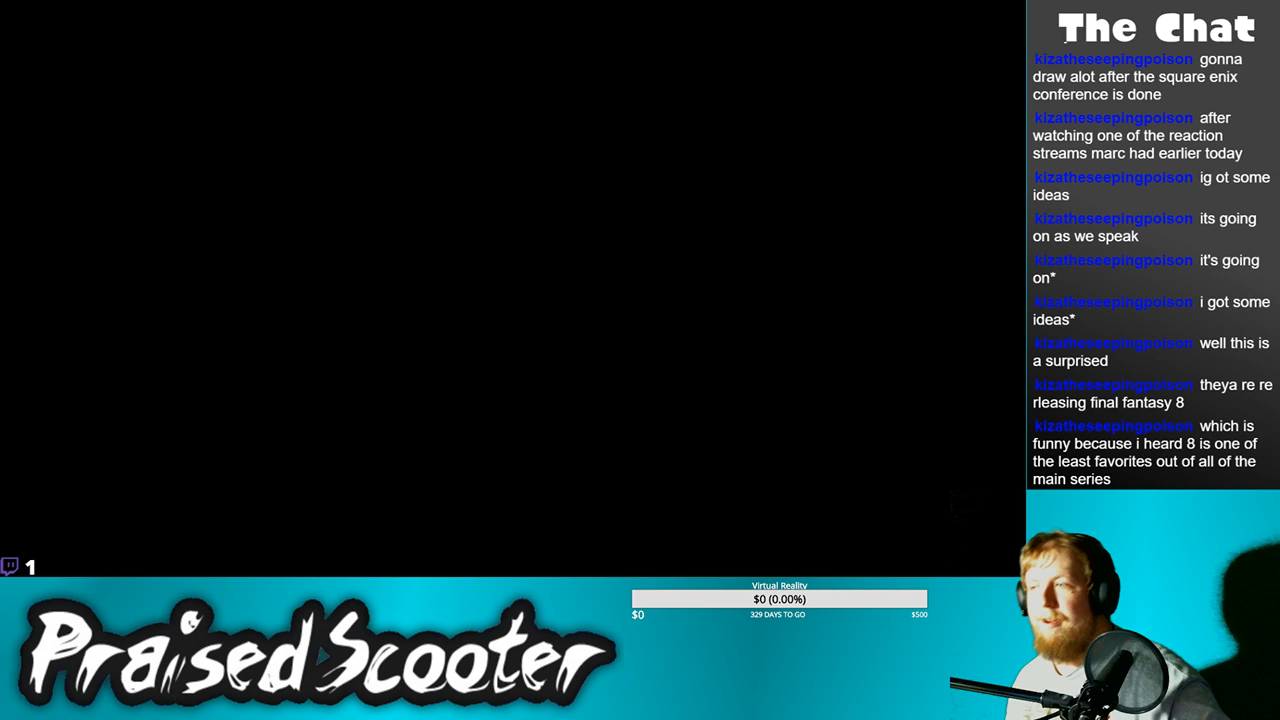 The Chat
kizatheseepingpoison gonna
draw alot after the square enix
conference is done
kizatheseepingpoison after
watching one of the reaction
streams marc had earlier today
kizatheseepingpoison ig ot some
ideas
kizatheseepingpoison its going
on as we speak
kizatheseepingpoison it's going
on*
kizatheseepingpoison i got some
ideas*
kizatheseepingpoison well this is
a surprised
kizatheseepingpoison theya re re
rleasing final fantasy 8
kizatheseepingpoison which is
funny because i heard 8 is one of
the least favorites out of all of the
main series
1
Virtual Reality
$0 (0.00%)
$0 329 DAYS TO GO $500
PraisedScooter